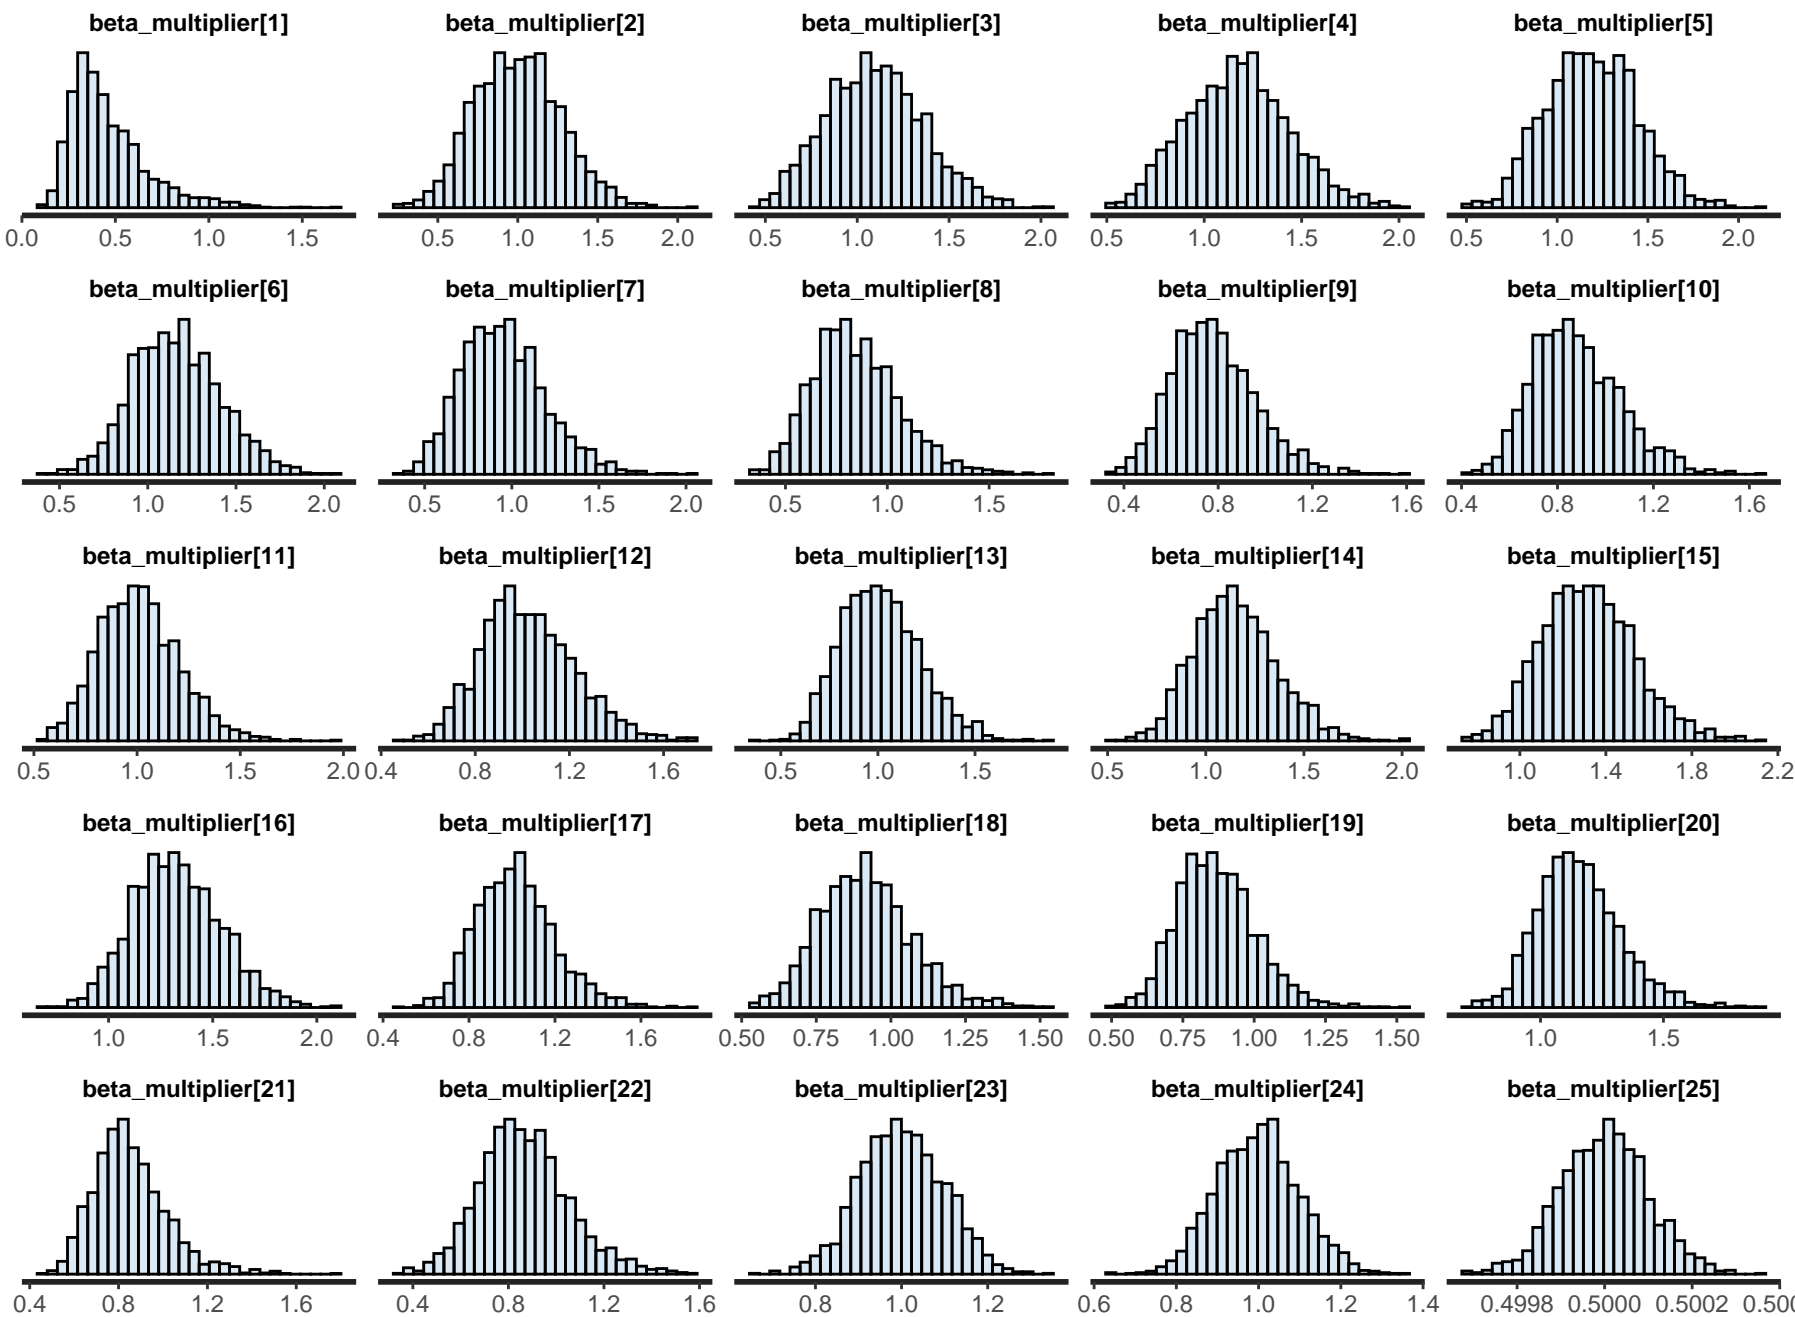 beta_multiplier[1] beta_multiplier[2] beta_multiplier[3] beta_multiplier[4] beta_multiplier[5]
0.0 0.5 1.0 1.5 0.5 1.0 1.5 2.0 0.5 1.0 1.5 2.0 0.5 1.0 1.5 2.0 0.5 1.0 1.5 2.0
beta_multiplier[6] beta_multiplier[7] beta_multiplier[8] beta_multiplier[9] beta_multiplier[10]
0.5 1.0 1.5 2.0 0.5 1.0 1.5 2.0 0.5 1.0 1.5 0.4 0.8 1.2 1.6 0.4 0.8 1.2 1.6
beta_multiplier[11] beta_multiplier[12] beta_multiplier[13] beta_multiplier[14] beta_multiplier[15]
0.5 1.0 1.5 2.0 0.4 0.8 1.2 1.6 0.5 1.0 1.5 0.5 1.0 1.5 2.0 1.0 1.4 1.8 2.2
beta_multiplier[16] beta_multiplier[17] beta_multiplier[18] beta_multiplier[19] beta_multiplier[20]
1.0 1.5 2.0 0.4 0.8 1.2 1.6 0.50 0.75 1.00 1.25 1.50 0.50 0.75 1.00 1.25 1.50 1.0 1.5
beta_multiplier[21] beta_multiplier[22] beta_multiplier[23] beta_multiplier[24] beta_multiplier[25]
0.4 0.8 1.2 1.6 0.4 0.8 1.2 1.6 0.8 1.0 1.2 0.6 0.8 1.0 1.2 1.4 0.4998 0.5000 0.5002